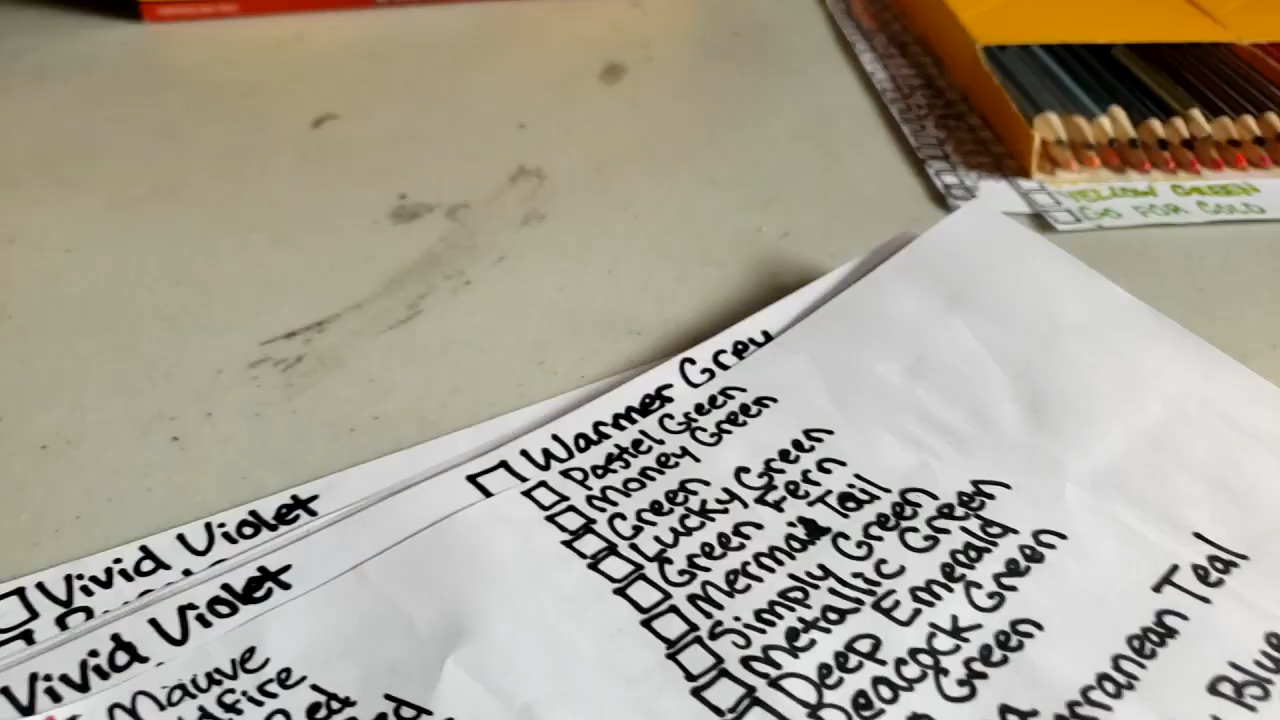 YELLOW GREEN
GO FOR GOLD
Warmer Grey
Pastel Green
Money Green
Green
Lucky Green
Green Fern
Mermaid Tail
Simply Green
Metallic Green
Deep Emerald
Peacock Green
Green
Teal
Blue
Vivid Violet
Vivid Violet
Mauve
Red